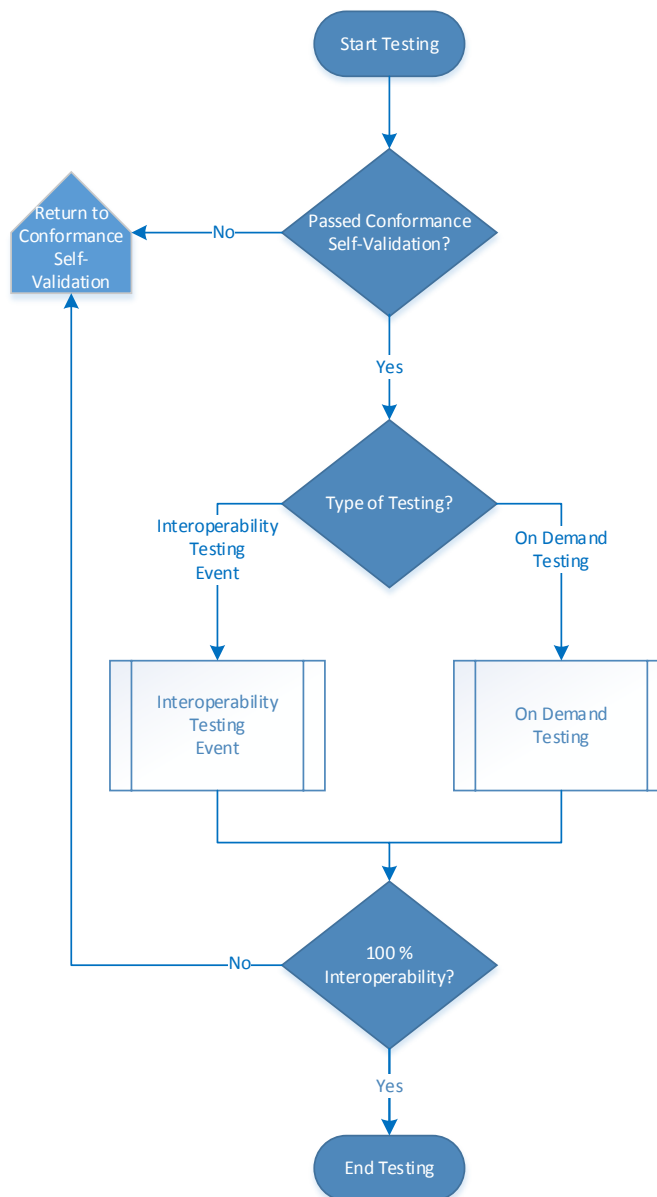 Start Testing
Passed Conformance
Self-Validation?
No
Return to
Conformance
Self-
Validation
Yes
Type of Testing?
Interoperability
Testing
Event
On Demand
Testing
Interoperability
Testing
Event
On Demand
Testing
100 %
Interoperability?
No
Yes
End Testing